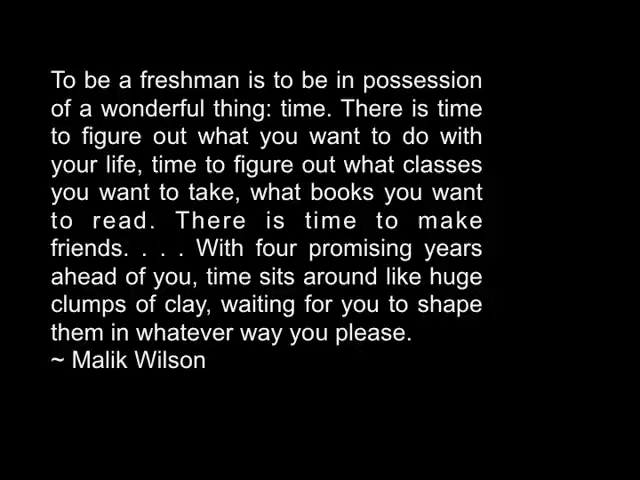 To be a freshman is to be in possession
of a wonderful thing: time. There is time
to figure out what you want to do with
your life, time to figure out what classes
you want to take, what books you want
to read. There is time to make
friends. . . . With four promising years
ahead of you, time sits around like huge
clumps of clay, waiting for you to shape
them in whatever way you please.
~ Malik Wilson